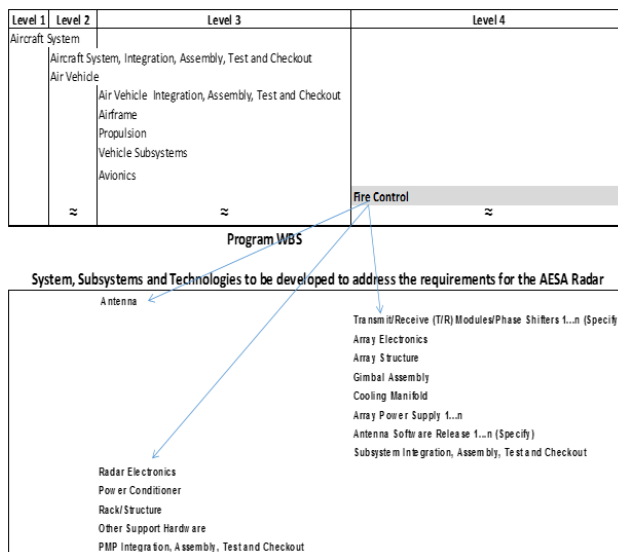 Level 1 Level 2 Level 3 Level 4
Aircraft System
Aircraft System, Integration, Assembly, Test and Checkout
Air Vehicle
Air Vehicle Integration, Assembly, Test and Checkout
Airframe
Propulsion
Vehicle Subsystems
Avionics
Fire Control
≈ ≈ ≈
Program WBS
System, Subsystems and Technologies to be developed to address the requirements for the AESA Radar
Antenna
Transmit/Receive (T/R) Modules/Phase Shifters 1...n (Specify
Array Electronics
Array Structure
Gimbal Assembly
Cooling Manifold
Array Power Supply 1...n
Antenna Software Release 1...n (Specify)
Subsystem Integration, Assembly, Test and Checkout
Radar Electronics
Power Conditioner
Rack/Structure
Other Support Hardware
PMP Integration, Assembly, Test and Checkout